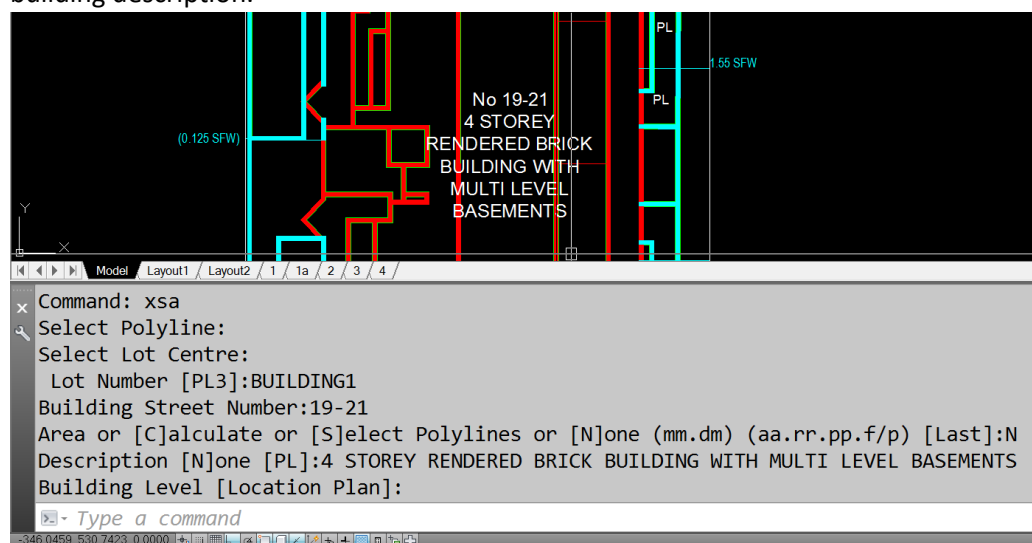 building description.
PL
1.55 SFW
PL
No 19-21
4 STOREY
RENDERED BRICK
BUILDING WITH
MULTI LEVEL
BASEMENTS
(0.125 SFW)
Y
X
Model Layout1 Layout2 1 1a 2 3 4
Command: xsa
Select Polyline:
Select Lot Centre:
Lot Number [PL3]:BUILDING1
Building Street Number:19-21
Area or [C]alculate or [S]elect Polylines or [N]one (mm.dm) (aa.rr.pp.f/p) [Last]:N
Description [N]one [PL]:4 STOREY RENDERED BRICK BUILDING WITH MULTI LEVEL BASEMENTS
Building Level [Location Plan]:
Type a command
-346.0459, 530.7423, 0.0000